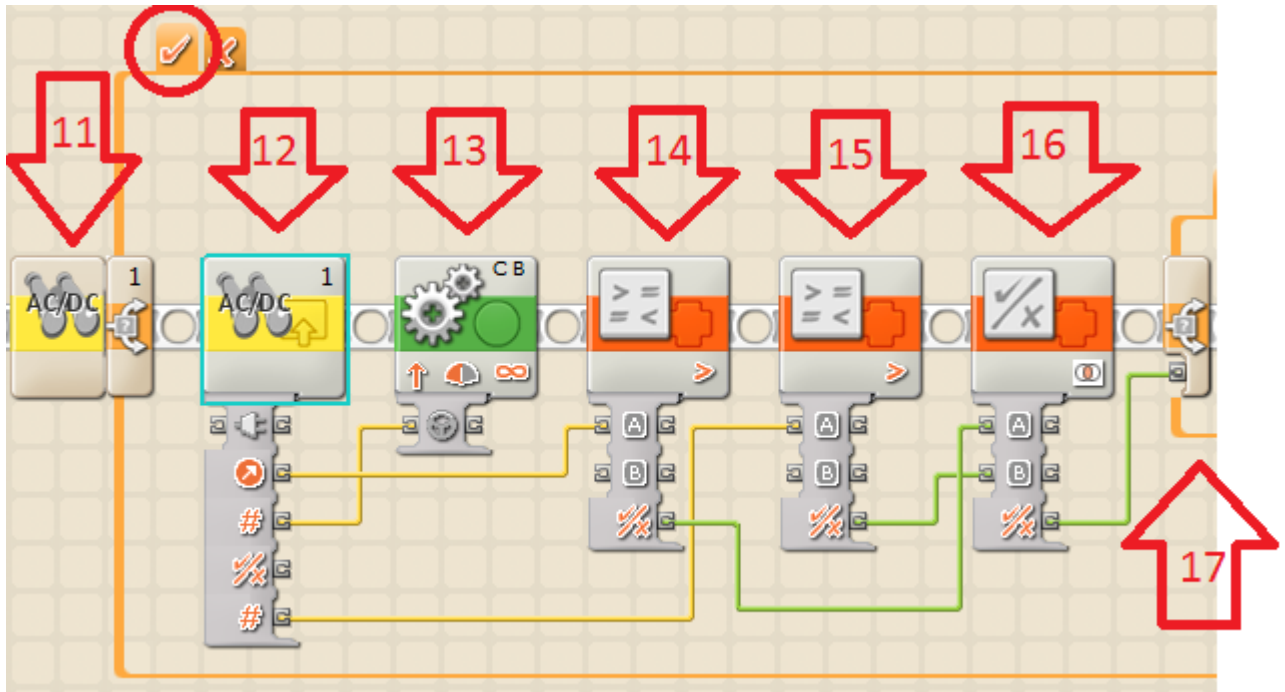 11
12
13
14
15
16
AC/DC
1
AC/DC
1
C B
> =
= <
>
> =
= <
>
A
A
A
B
B
B
#
#
17